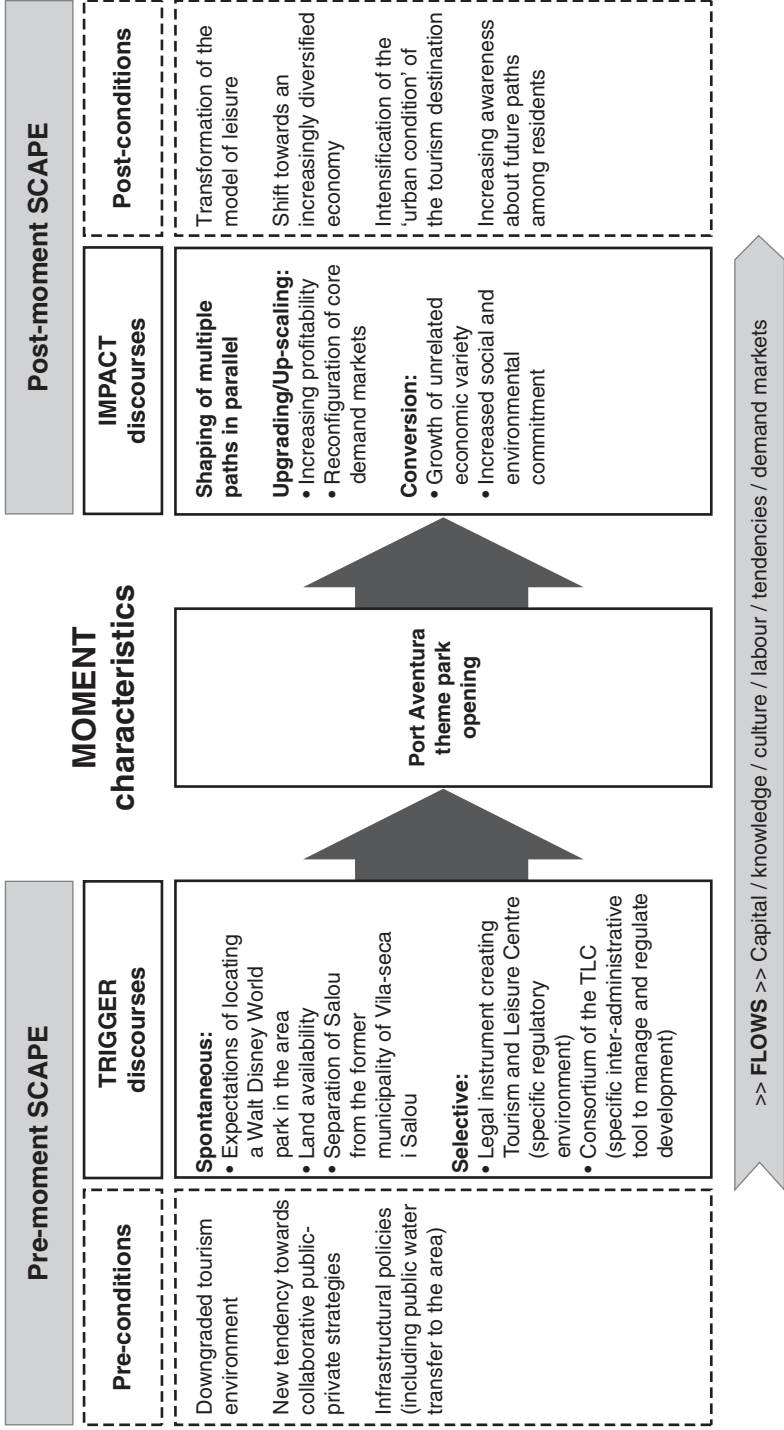 Pre-moment SCAPE
Pre-conditions
Downgraded tourism
environment
New tendency towards
collaborative public-
private strategies
Infrastructural policies
(including public water
transfer to the area)
TRIGGER
discourses
Spontaneous:
• Expectations of locating
a Walt Disney World
park in the area
• Land availability
• Separation of Salou
from the former
municipality of Vila-seca
i Salou
Selective:
• Legal instrument creating
Tourism and Leisure Centre
(specific regulatory
environment)
• Consortium of the TLC
(specific inter-administrative
tool to manage and regulate
development)
MOMENT
characteristics
Port Aventura
theme park
opening
Post-moment SCAPE
IMPACT
discourses
Shaping of multiple
paths in parallel
Upgrading/Up-scaling:
• Increasing profitability
• Reconfiguration of core
demand markets
Conversion:
• Growth of unrelated
economic variety
• Increased social and
environmental
commitment
Post-conditions
Transformation of the
model of leisure
Shift towards an
increasingly diversified
economy
Intensification of the
‘urban condition’ of
the tourism destination
Increasing awareness
about future paths
among residents
>> FLOWS >> Capital / knowledge / culture / labour / tendencies / demand markets